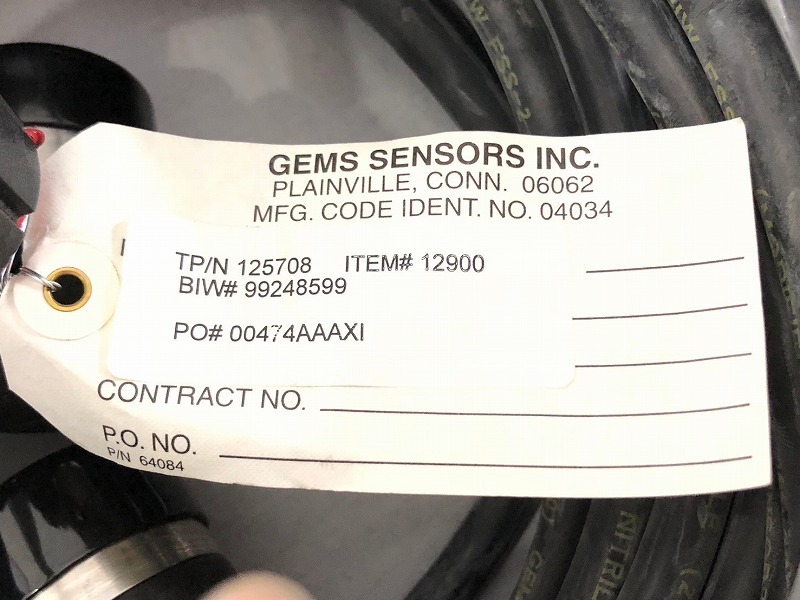 GEMS SENSORS INC.
PLAINVILLE, CONN. 06062
MFG. CODE IDENT. NO. 04034
TP/N 125708 ITEM# 12900
BIW# 99248599
PO# 00474AAAXI
CONTRACT NO.
P.O. NO.
P/N 64084
NITRIL